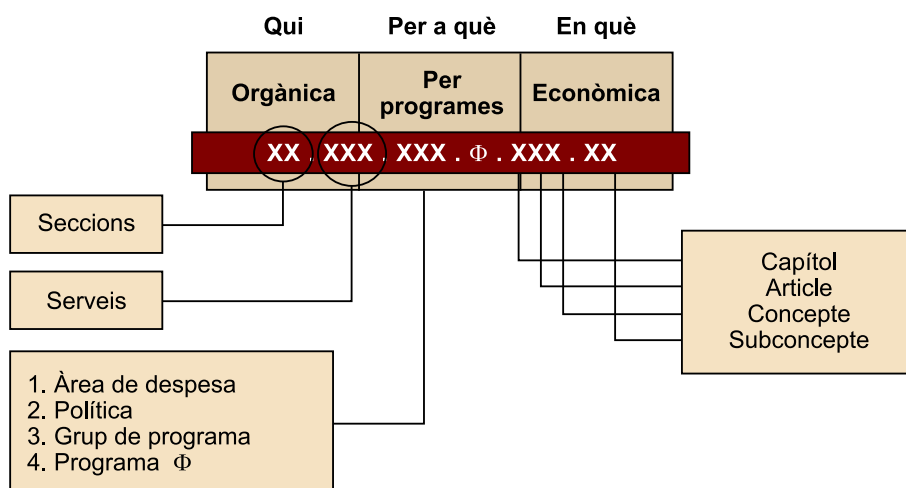 Qui Per a què En què
Orgànica
Per
programes
Econòmica
XX . XXX . XXX . Φ . XXX . XX
Seccions
Serveis
1. Àrea de despesa
2. Política
3. Grup de programa
4. Programa Φ
Capítol
Article
Concepte
Subconcepte